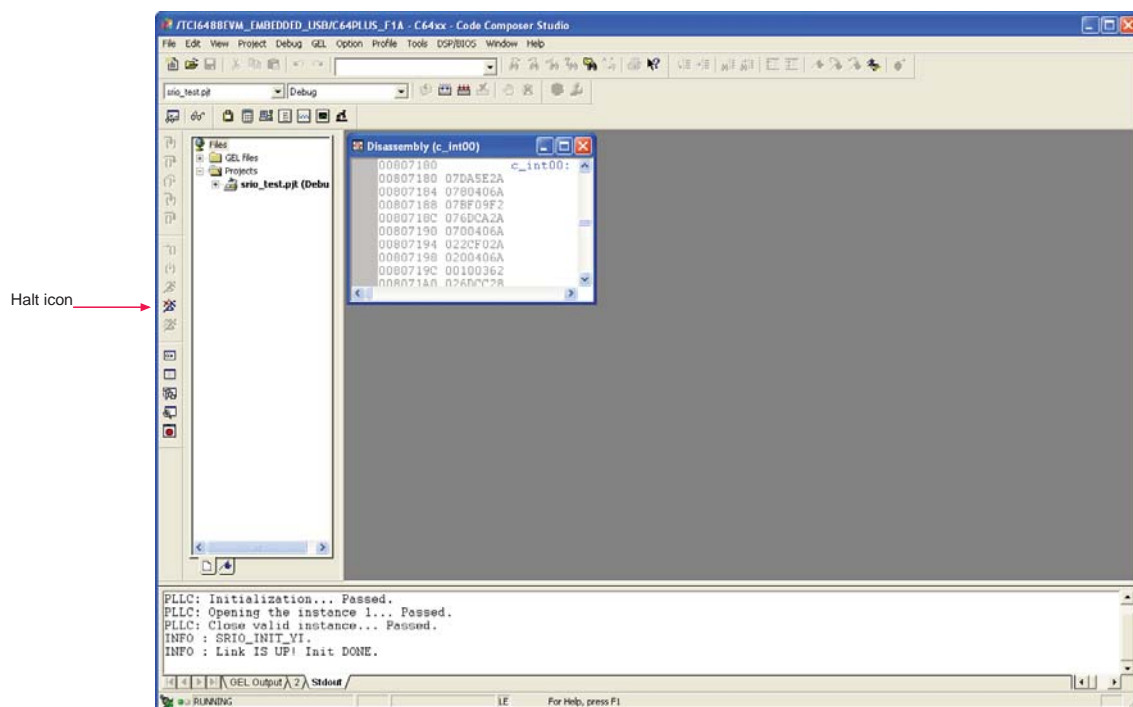 /TCI6488EVM_EMBEDDED_USB/C64PLUS_F1A - C64xx - Code Composer Studio
File Edit View Project Debug GEL Option Profile Tools DSP/BIOS Window Help
srio_test.pjt Debug
Files
GEL files
Projects
srio_test.pjt (Debu
Disassembly (c_int00)
00807180 c_int00:
00807180 07DA5E2A
00807184 0780406A
00807188 07BF09F2
0080718C 076DCA2A
00807190 0700406A
00807194 022CF02A
00807198 0200406A
0080719C 00100362
008071A0 026DCC28
Halt icon
PLLC: Initialization... Passed.
PLLC: Opening the instance 1... Passed.
PLLC: Close valid instance... Passed.
INFO : SRIO_INIT_YI.
INFO : Link IS UP! Init DONE.
GEL Output 2 Stdout
RUNNING LE For Help, press F1